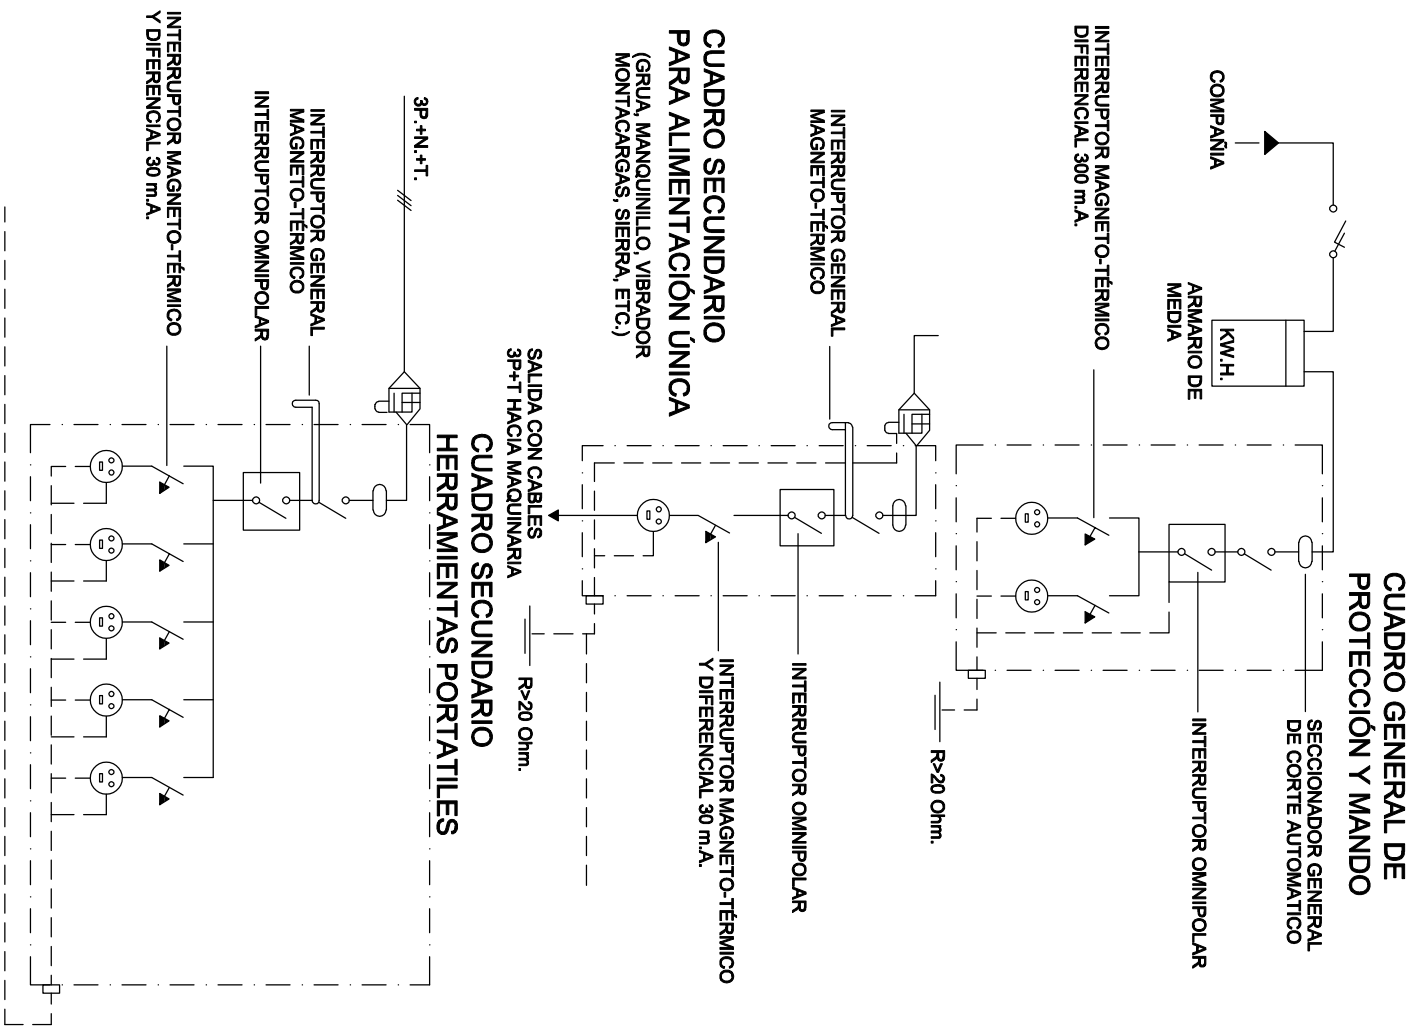 CUADRO GENERAL DE
PROTECCIÓN Y MANDO
COMPAÑIA
ARMARIO DE
MEDIA
KW.H.
INTERRUPTOR MAGNETO-TÉRMICO
DIFERENCIAL 300 m.A.
SECCIONADOR GENERAL
DE CORTE AUTOMATICO
INTERRUPTOR OMNIPOLAR
R>20 Ohm.
CUADRO SECUNDARIO
PARA ALIMENTACIÓN ÚNICA
(GRUA, MANQUINILLO, VIBRADOR
MONTACARGAS, SIERRA, ETC.)
INTERRUPTOR GENERAL
MAGNETO-TÉRMICO
INTERRUPTOR OMNIPOLAR
INTERRUPTOR MAGNETO-TÉRMICO
Y DIFERENCIAL 30 m.A.
SALIDA CON CABLES
3P+T HACIA MAQUINARIA
R>20 Ohm.
CUADRO SECUNDARIO
HERRAMIENTAS PORTATILES
3P.+N.+T.
INTERRUPTOR GENERAL
MAGNETO-TÉRMICO
INTERRUPTOR OMNIPOLAR
INTERRUPTOR MAGNETO-TÉRMICO
Y DIFERENCIAL 30 m.A.